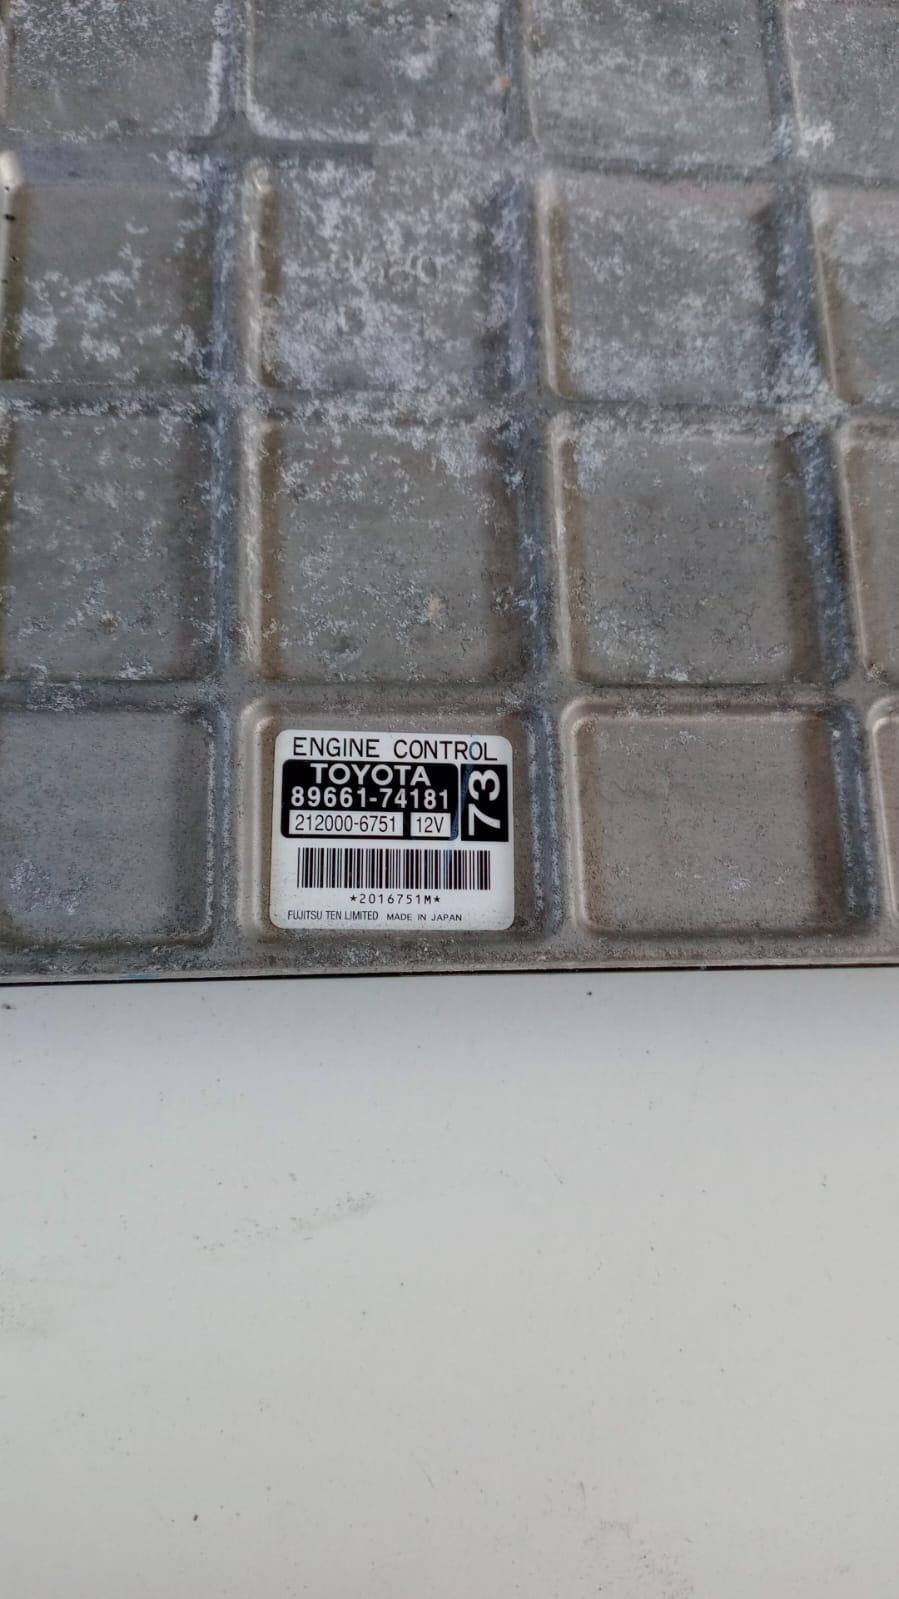 ENGINE CONTROL
TOYOTA
89661-74181
212000-6751 12V
73
*2016751M*
FUJITSU TEN LIMITED MADE IN JAPAN